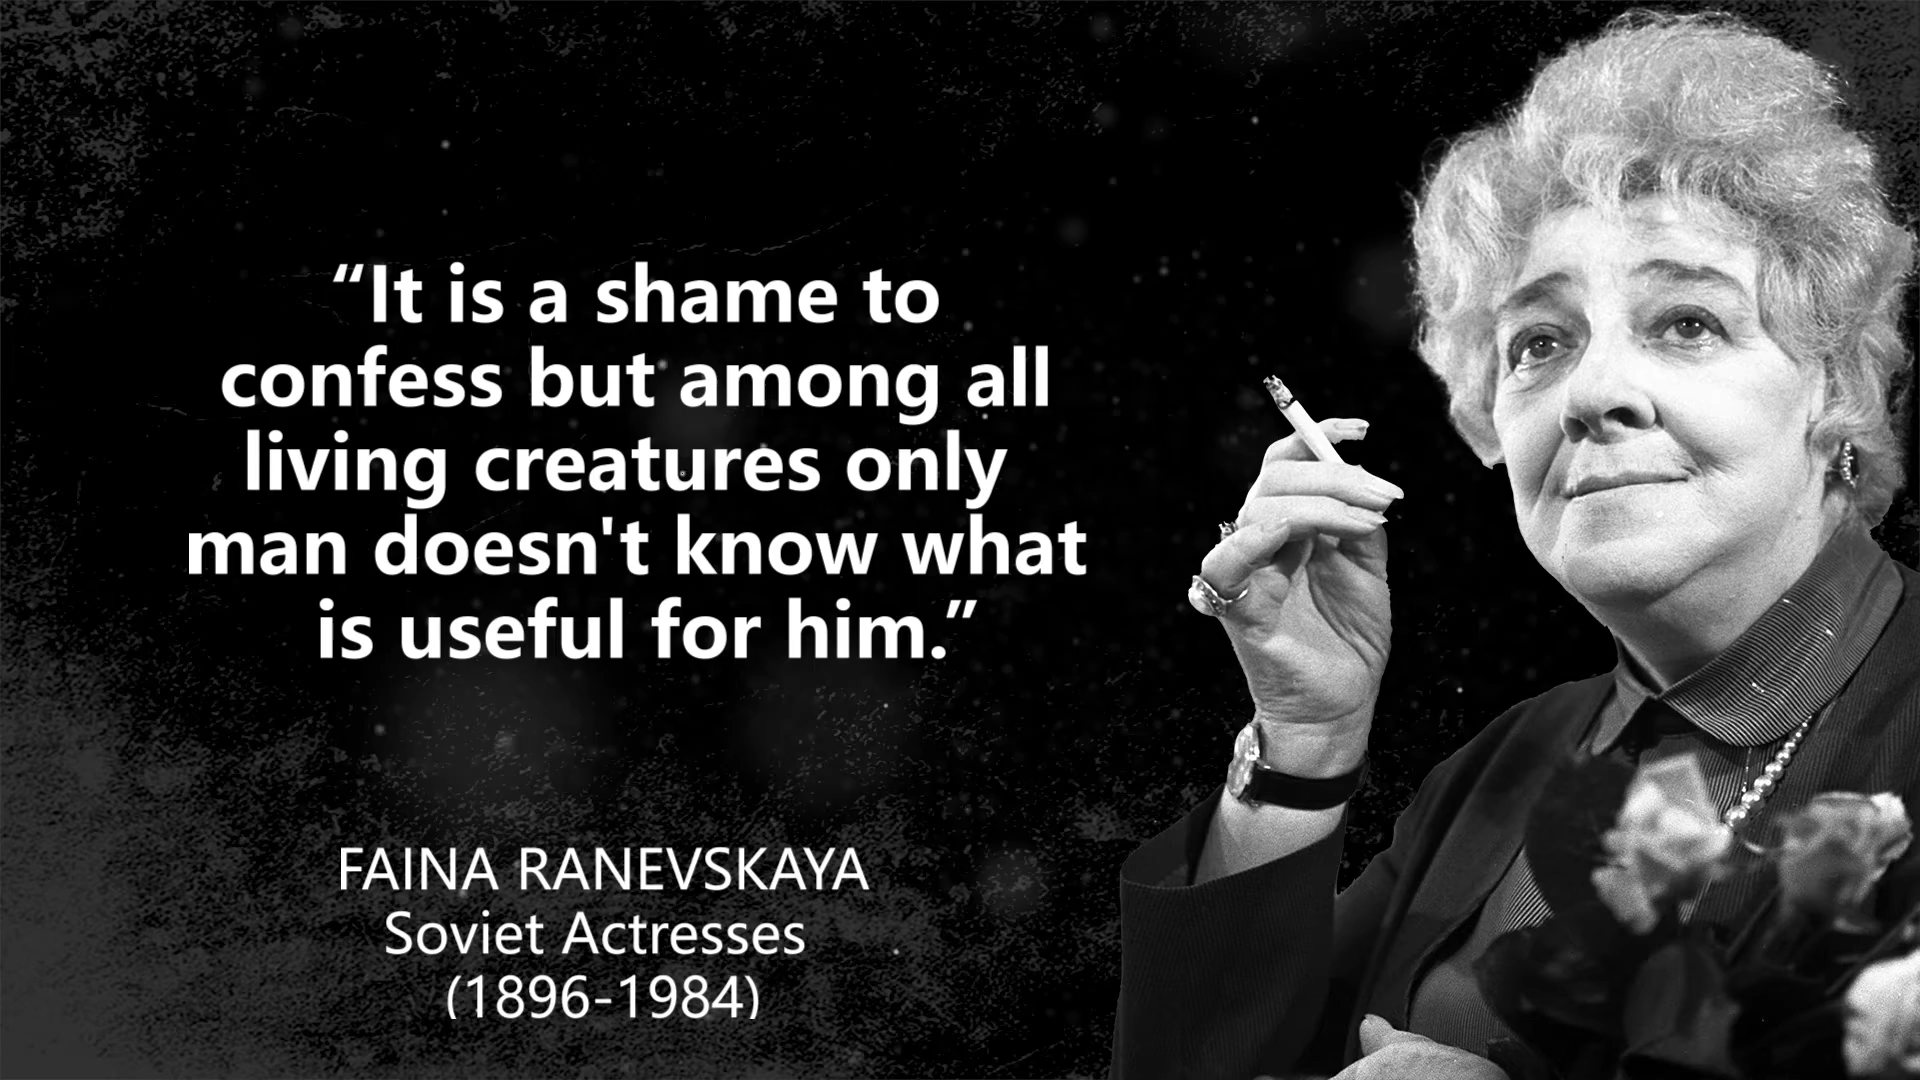 “It is a shame to
confess but among all
living creatures only
man doesn't know what
is useful for him.”
FAINA RANEVSKAYA
Soviet Actresses
(1896-1984)